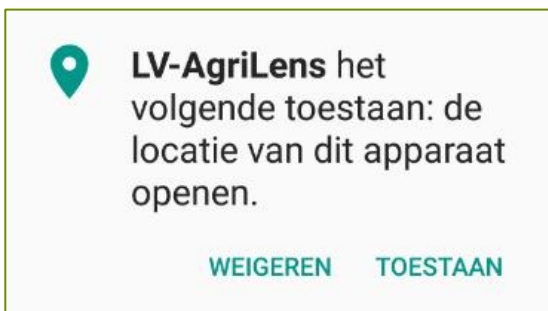 LV-AgriLens het
volgende toestaan: de
locatie van dit apparaat
openen.
WEIGEREN TOESTAAN